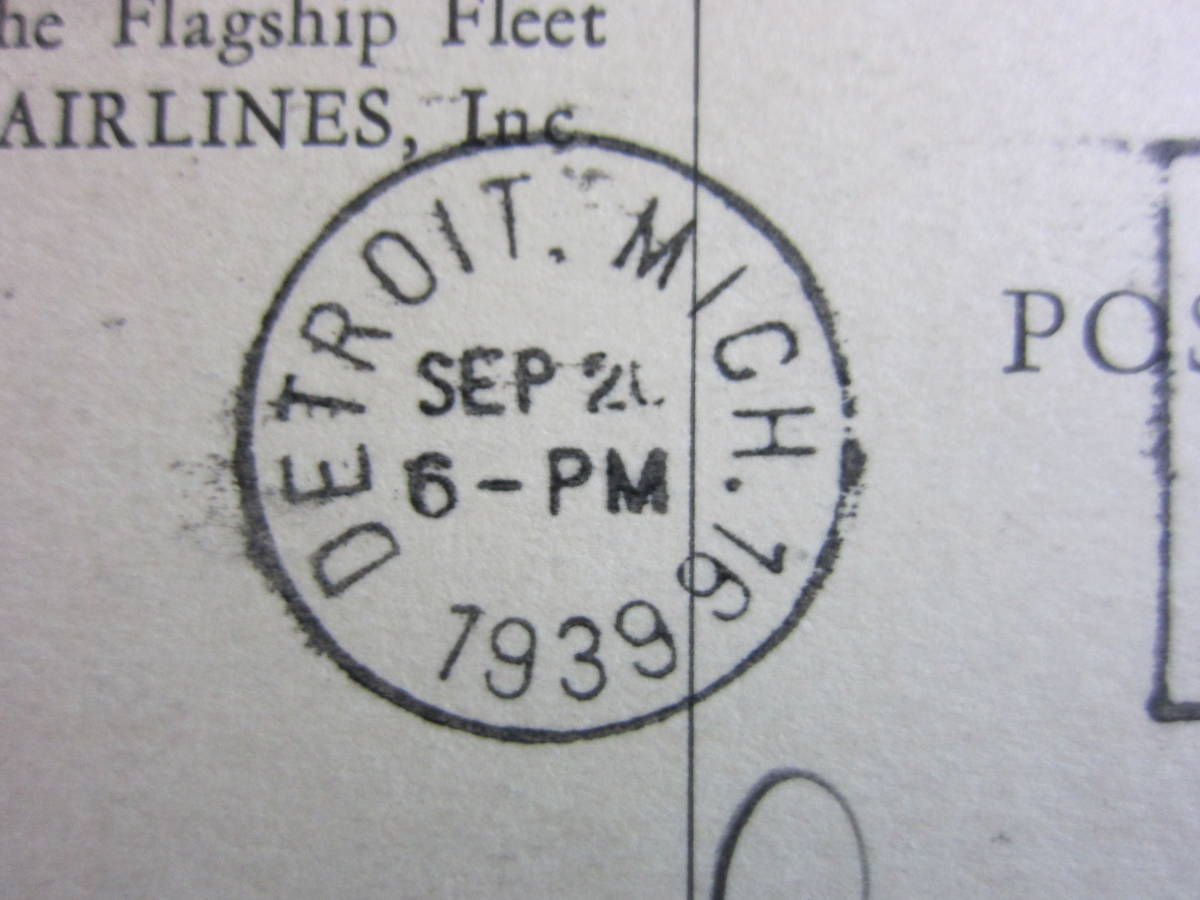 he Flagship Fleet
AIRLINES, Inc.
DETROIT, MICH. 16
SEP
6-PM
1939
POS